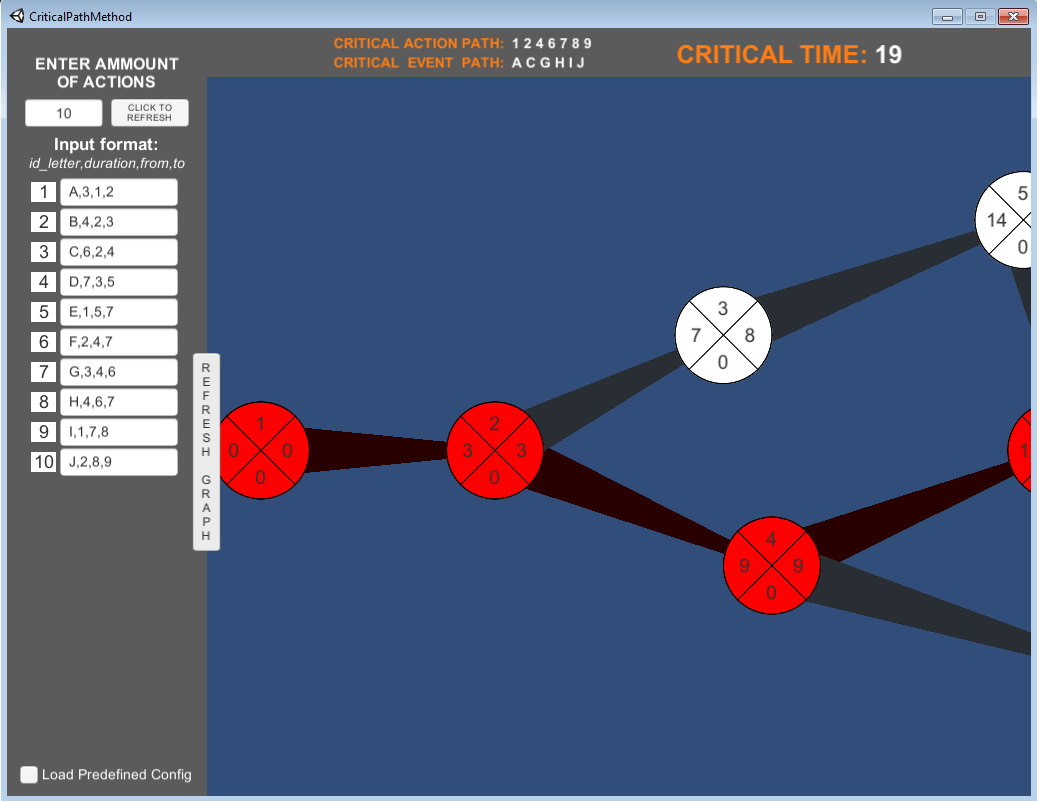 CriticalPathMethod
CRITICAL ACTION PATH: 1 2 4 6 7 8 9
CRITICAL EVENT PATH: A C G H I J
CRITICAL TIME: 19
ENTER AMMOUNT
OF ACTIONS
10
CLICK TO
REFRESH
Input format:
id_letter,duration,from,to
1 A,3,1,2
2 B,4,2,3
3 C,6,2,4
4 D,7,3,5
5 E,1,5,7
6 F,2,4,7
7 G,3,4,6
8 H,4,6,7
9 I,1,7,8
10 J,2,8,9
REFRESH GRAPH
Load Predefined Config
5
14
0
3
7 8
0
1
0 0
0
2
3 3
0
4
9 9
0
1